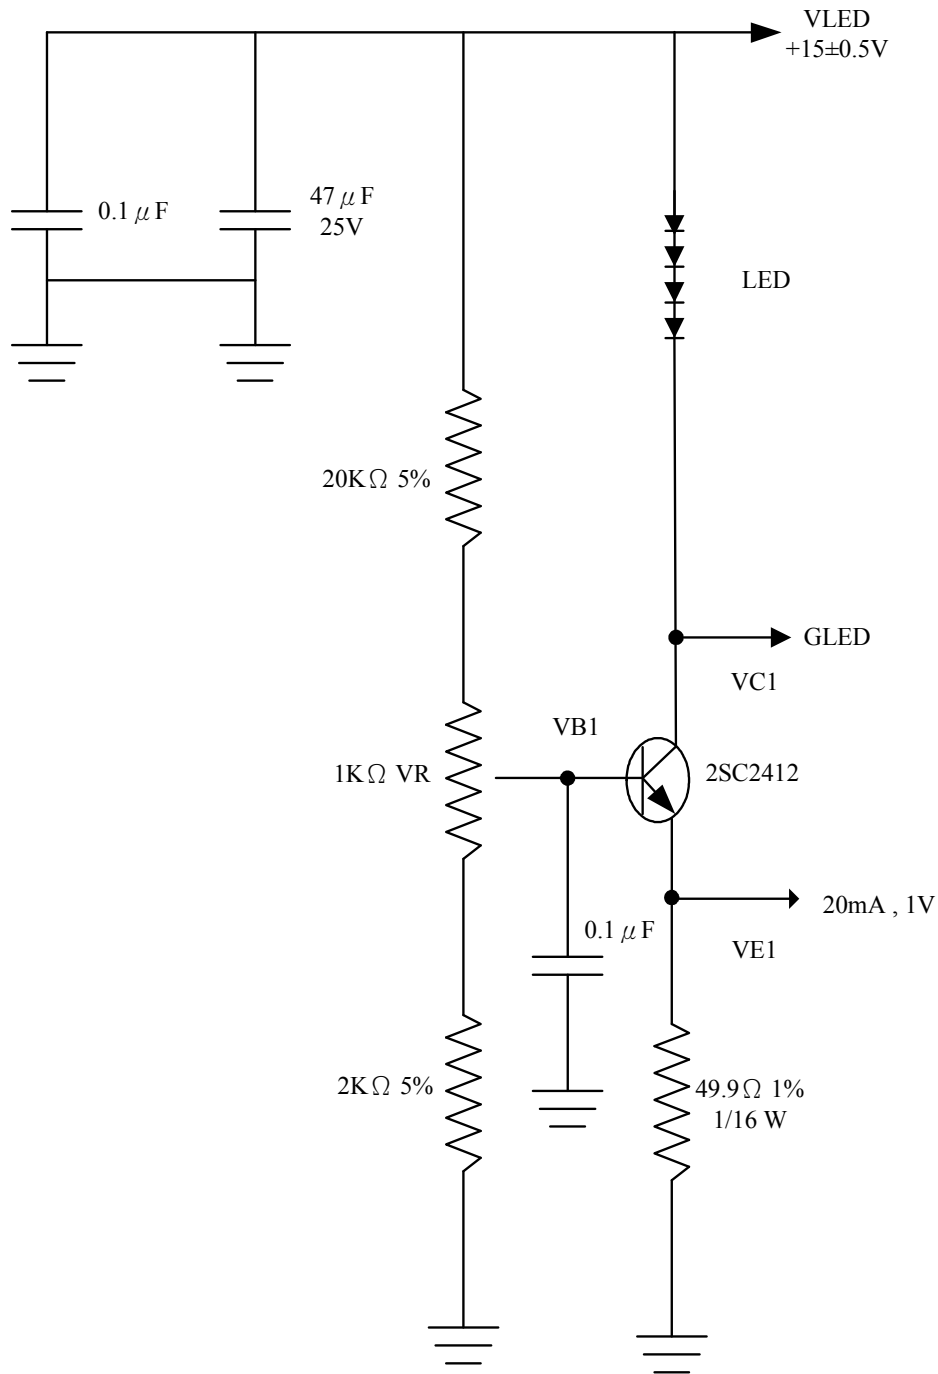 VLED
+15±0.5V
0.1μF
47μF
25V
LED
20KΩ 5%
GLED
VC1
VB1
1KΩ VR
2SC2412
20mA , 1V
0.1μF
VE1
2KΩ 5%
49.9Ω 1%
1/16 W